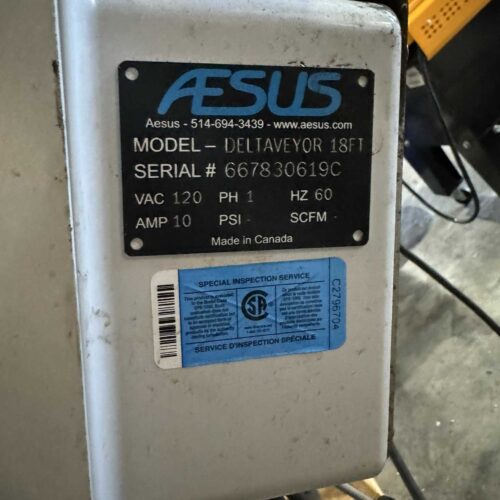 ÆSUS
Aesus - 514-694-3439 - www.aesus.com
MODEL – DELTAVEYOR 18FT
SERIAL # 667830619C
VAC 120 PH 1 HZ 60
AMP 10 PSI - SCFM -
Made in Canada
SPECIAL INSPECTION SERVICE
SERVICE D'INSPECTION SPÉCIALE
C2796704